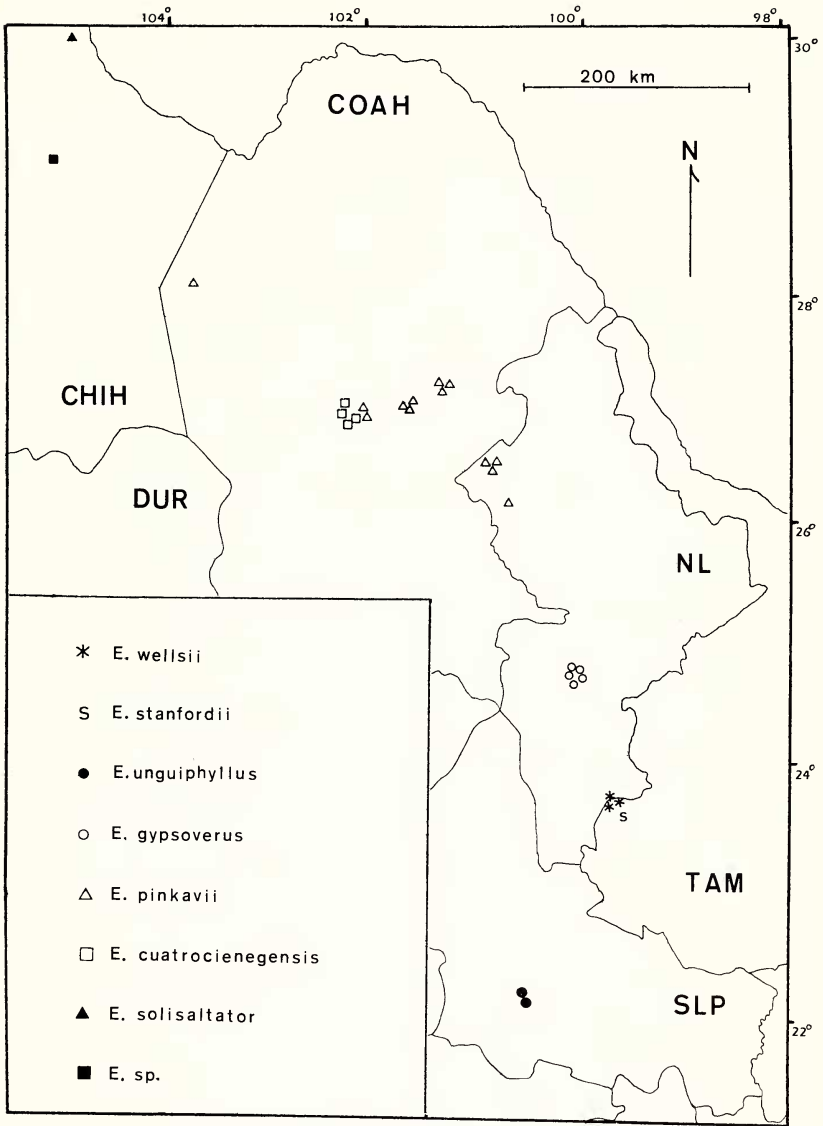 104° 102° 100° 98°
30°
200 km
COAH
N
28°
CHIH
DUR
26°
NL
E. wellsii
S E. stanfordii
E. unguiphyllus
24°
S
E. gypsoverus
TAM
E. pinkavii
E. cuatrocienegensis
SLP
E. solisaltator
22°
E. sp.